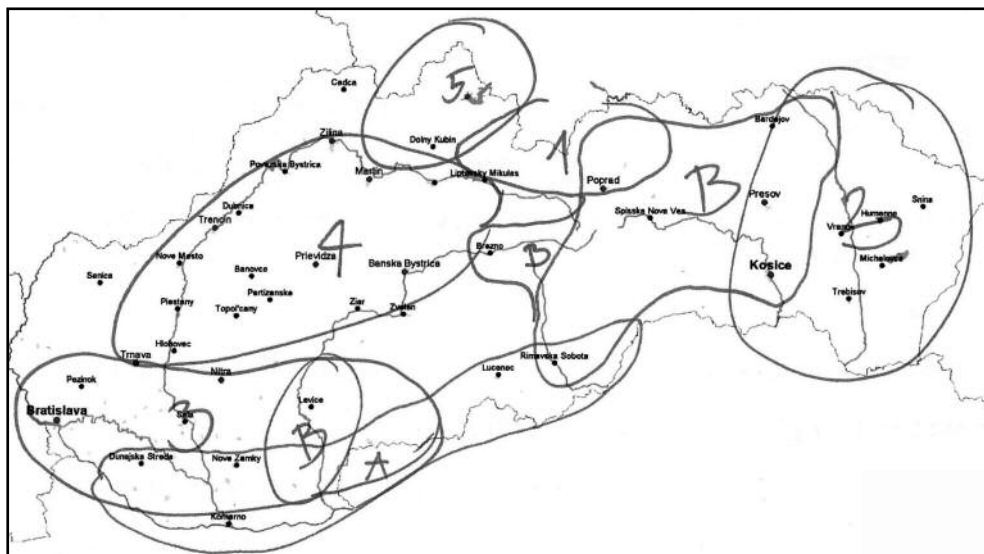 Cadca
5
Zilina
Dolny Kubin
1
Bardejov
Povazska Bystrica
Martin
Liptovsky Mikulas
Poprad
B
Presov
Snina
Dubnica
Trencin
Spisska Nova Ves
Vranov
Humenne
3
4
Nove Mesto
Prievidza
Banska Bystrica
Brezno
B
Michalovce
Senica
Banovce
Kosice
Partizanske
Trebisov
Piestany
Topol'cany
Ziar
Zvolen
Hlohovec
Trnava
Nitra
Rimavska Sobota
Lucenec
Pezinok
Levice
Bratislava
Sala
3
B
Dunajska Streda
Nove Zamky
A
Komarno